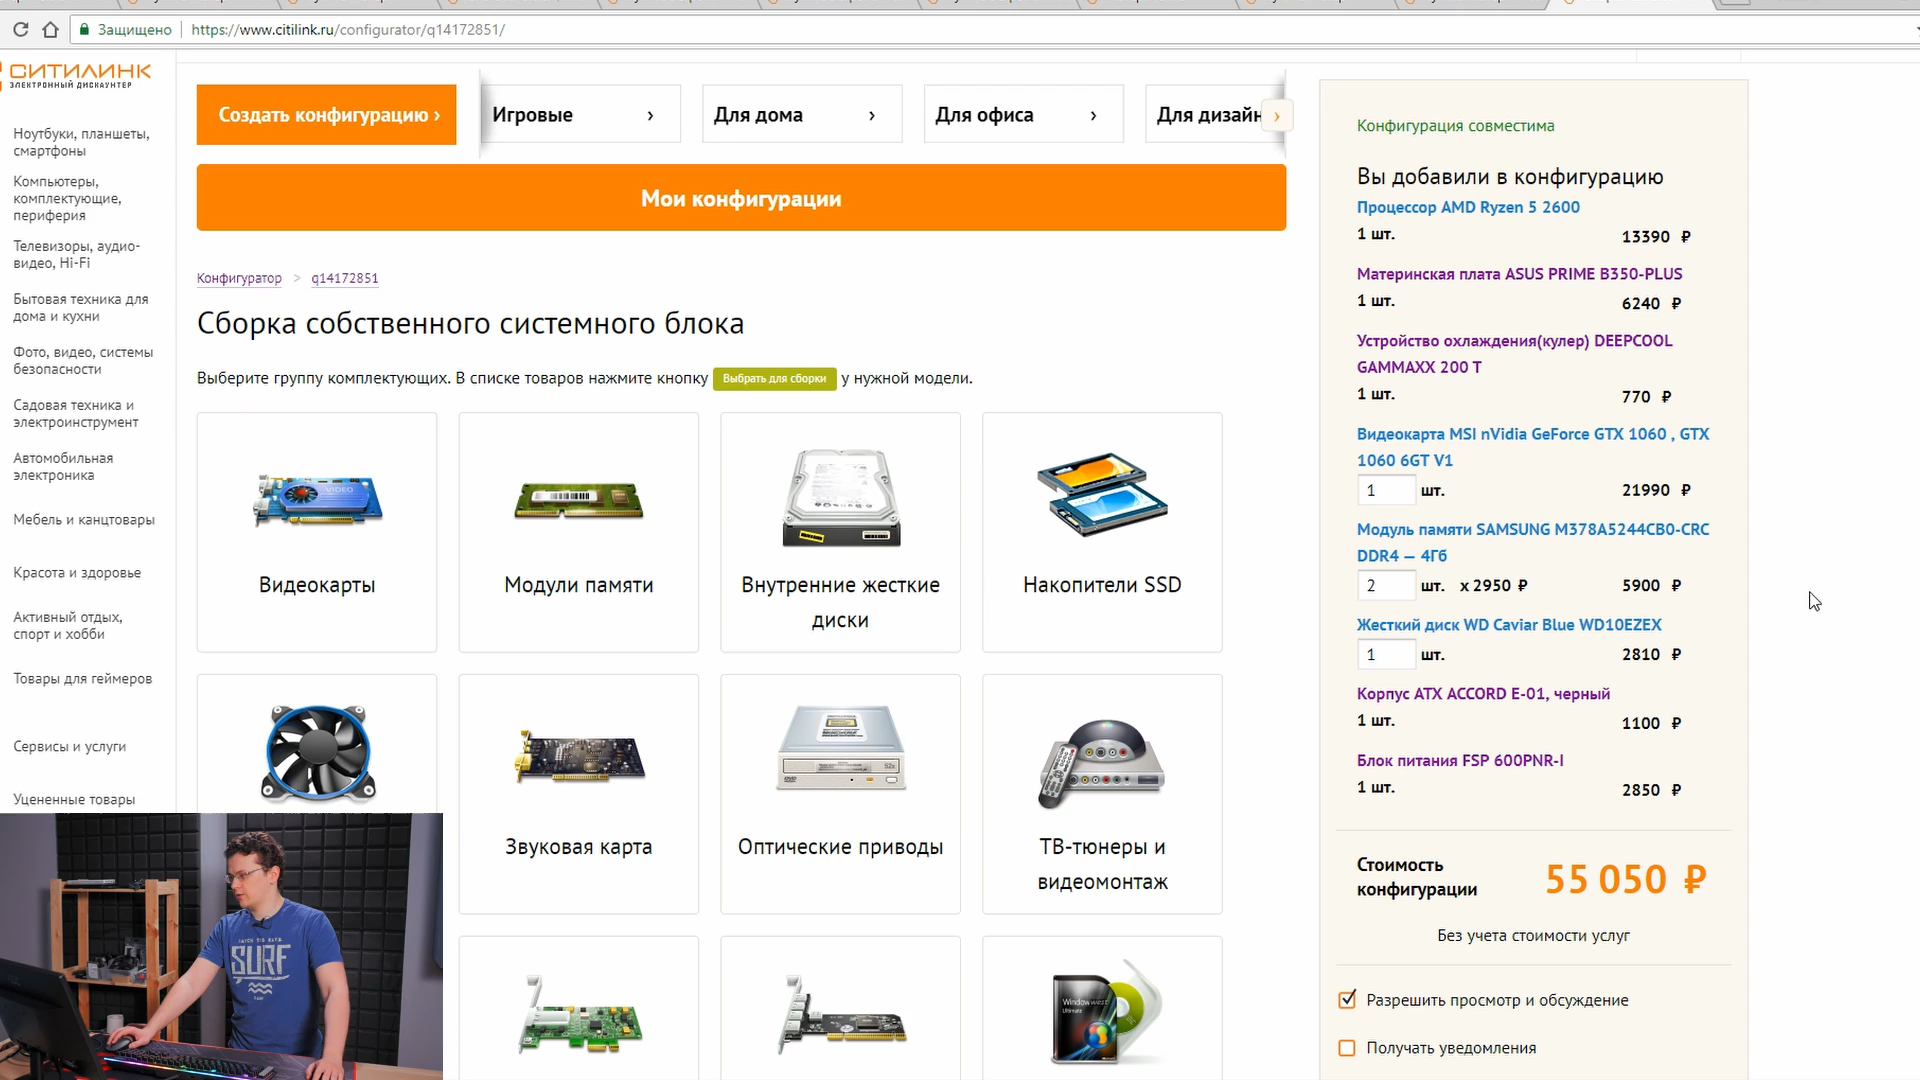 Защищено
https://www.citilink.ru/configurator/q14172851/
СИТИЛИНК
ЭЛЕКТРОННЫЙ ДИСКАУНТЕР
Ноутбуки, планшеты,
смартфоны
Компьютеры,
комплектующие,
периферия
Телевизоры, аудио-
видео, Hi-Fi
Бытовая техника для
дома и кухни
Фото, видео, системы
безопасности
Садовая техника и
электроинструмент
Автомобильная
электроника
Мебель и канцтовары
Красота и здоровье
Активный отдых,
спорт и хобби
Товары для геймеров
Сервисы и услуги
Уцененные товары
Создать конфигурацию ›
Игровые ›
Для дома ›
Для офиса ›
Для дизайн ›
Мои конфигурации
Конфигуратор > q14172851
Сборка собственного системного блока
Выберите группу комплектующих. В списке товаров нажмите кнопку Выбрать для сборки у нужной модели.
VIDEO
Видеокарты
Модули памяти
Внутренние жесткие
диски
Накопители SSD
Звуковая карта
Оптические приводы
ТВ-тюнеры и
видеомонтаж
SURF
Конфигурация совместима
Вы добавили в конфигурацию
Процессор AMD Ryzen 5 2600
1 шт. 13390 ₽
Материнская плата ASUS PRIME B350-PLUS
1 шт. 6240 ₽
Устройство охлаждения(кулер) DEEPCOOL
GAMMAXX 200 T
1 шт. 770 ₽
Видеокарта MSI nVidia GeForce GTX 1060 , GTX
1060 6GT V1
1 шт. 21990 ₽
Модуль памяти SAMSUNG M378A5244CB0-CRC
DDR4 — 4Гб
2 шт. x 2950 ₽ 5900 ₽
Жесткий диск WD Caviar Blue WD10EZEX
1 шт. 2810 ₽
Корпус ATX ACCORD E-01, черный
1 шт. 1100 ₽
Блок питания FSP 600PNR-I
1 шт. 2850 ₽
Стоимость
конфигурации
55 050 ₽
Без учета стоимости услуг
Разрешить просмотр и обсуждение
Получать уведомления